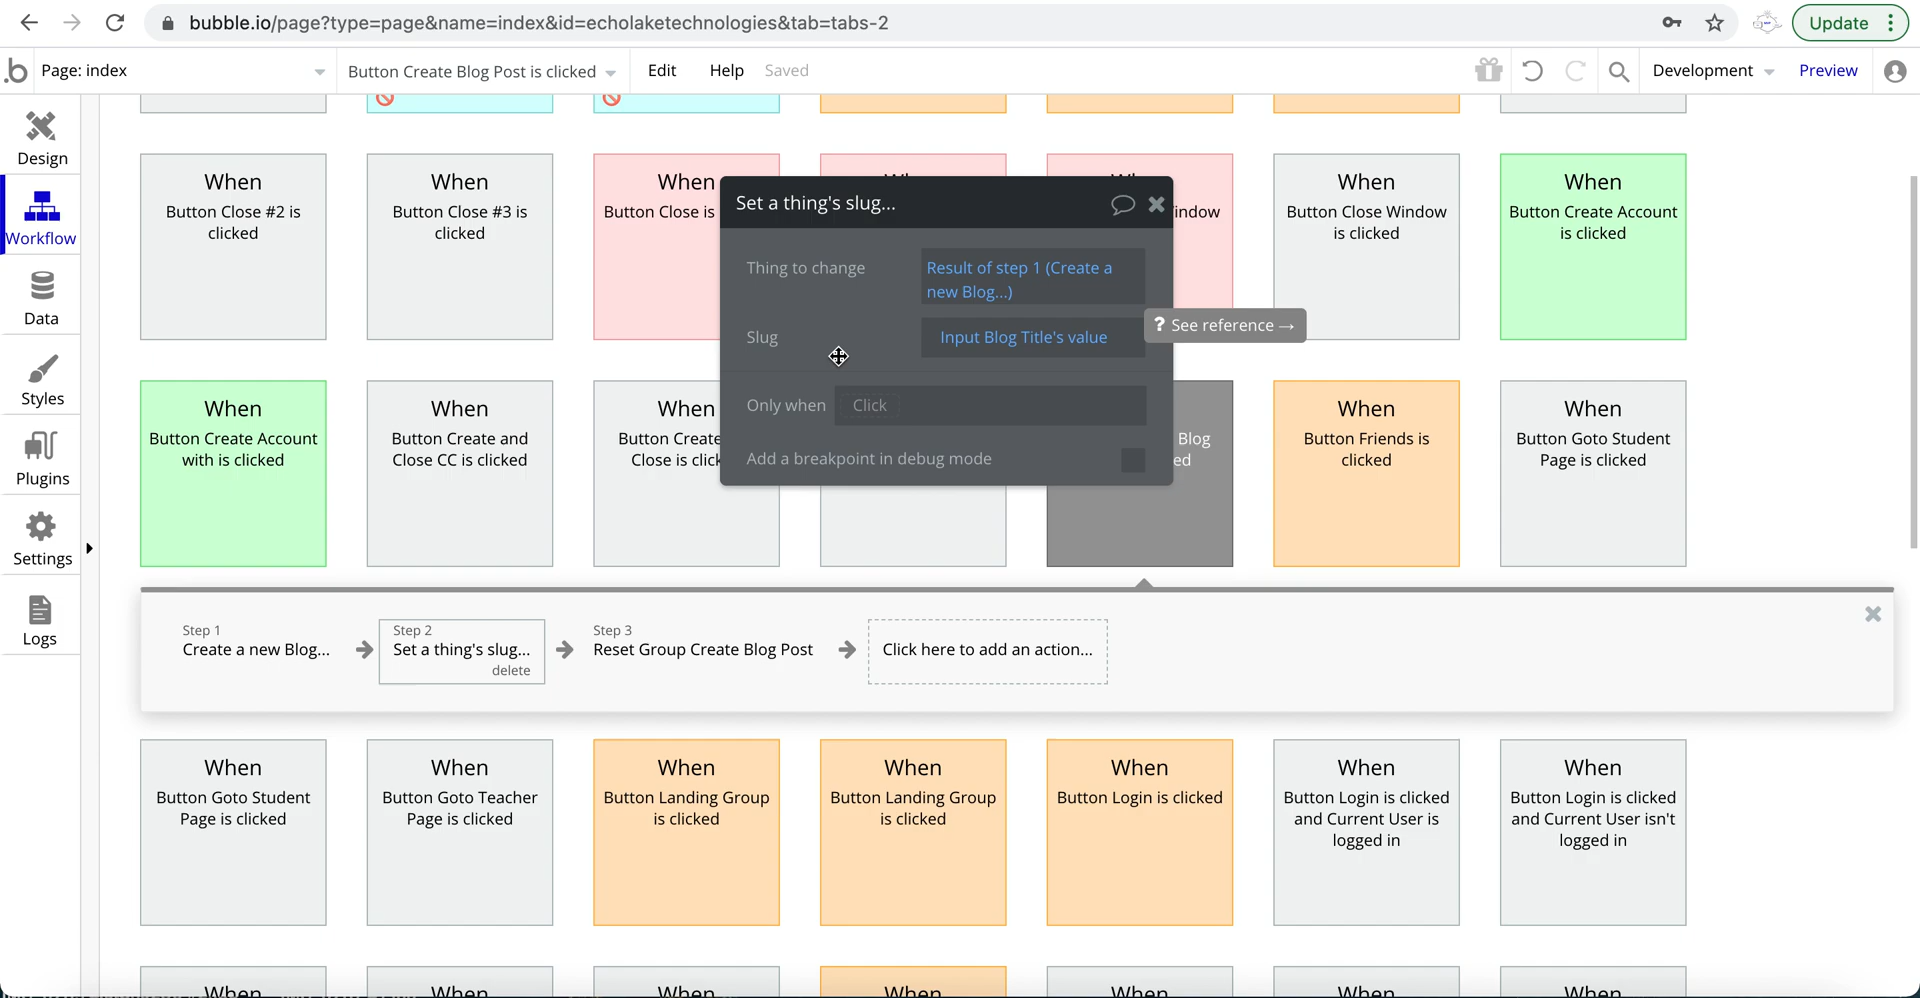 bubble.io/page?type=page&name=index&id=echolaketechnologies&tab=tabs-2
Update
Page: index
Button Create Blog Post is clicked
Edit
Help
Saved
Development
Preview
Design
Workflow
Data
Styles
Plugins
Settings
Logs
When
Button Close #2 is
clicked
When
Button Close #3 is
clicked
When
Button Close is
When
Button Close Window
is clicked
When
Button Create Account
is clicked
Set a thing's slug...
Thing to change
Result of step 1 (Create a
new Blog...)
Slug
Input Blog Title's value
? See reference →
Only when
Click
Add a breakpoint in debug mode
When
Button Create Account
with is clicked
When
Button Create and
Close CC is clicked
When
Button Create
Close is click
Blog
ed
When
Button Friends is
clicked
When
Button Goto Student
Page is clicked
Step 1
Create a new Blog...
Step 2
Set a thing's slug...
delete
Step 3
Reset Group Create Blog Post
Click here to add an action...
When
Button Goto Student
Page is clicked
When
Button Goto Teacher
Page is clicked
When
Button Landing Group
is clicked
When
Button Landing Group
is clicked
When
Button Login is clicked
When
Button Login is clicked
and Current User is
logged in
When
Button Login is clicked
and Current User isn't
logged in
When
When
When
When
When
When
When